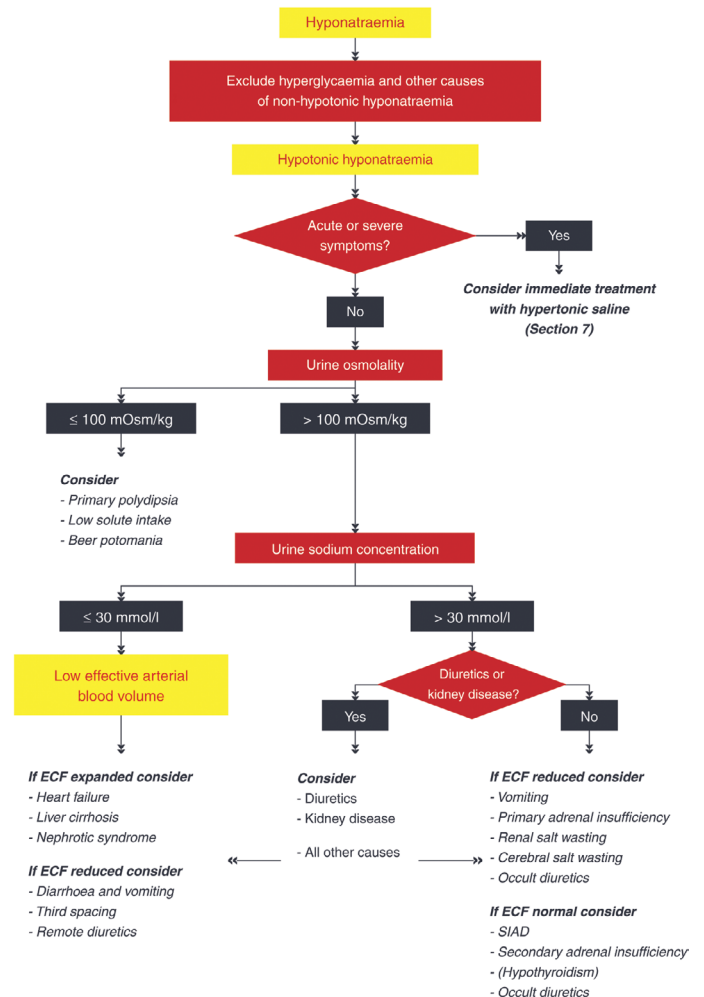 Hyponatraemia
Exclude hyperglycaemia and other causes
of non-hypotonic hyponatraemia
Hypotonic hyponatraemia
Acute or severe
symptoms?
Yes
Consider immediate treatment
with hypertonic saline
(Section 7)
No
Urine osmolality
≤ 100 mOsm/kg
> 100 mOsm/kg
Consider
- Primary polydipsia
- Low solute intake
- Beer potomania
Urine sodium concentration
≤ 30 mmol/l
> 30 mmol/l
Low effective arterial
blood volume
Diuretics or
kidney disease?
Yes
No
If ECF expanded consider
- Heart failure
- Liver cirrhosis
- Nephrotic syndrome
If ECF reduced consider
- Diarrhoea and vomiting
- Third spacing
- Remote diuretics
Consider
- Diuretics
- Kidney disease
- All other causes
If ECF reduced consider
- Vomiting
- Primary adrenal insufficiency
- Renal salt wasting
- Cerebral salt wasting
- Occult diuretics
If ECF normal consider
- SIAD
- Secondary adrenal insufficiency
- (Hypothyroidism)
- Occult diuretics